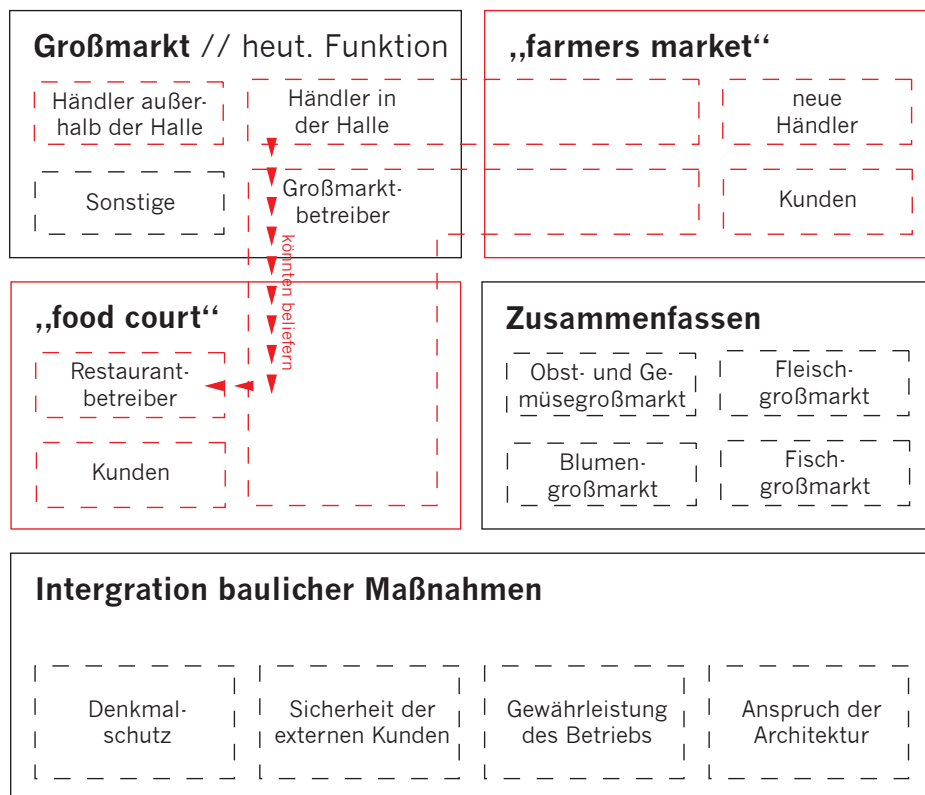 Großmarkt // heut. Funktion
Händler außer-
halb der Halle
Händler in
der Halle
Sonstige
Großmarkt-
betreiber
könnten beliefern
„farmers market“
neue
Händler
Kunden
„food court“
Restaurant-
betreiber
Kunden
Zusammenfassen
Obst- und Ge-
müsegroßmarkt
Fleisch-
großmarkt
Blumen-
großmarkt
Fisch-
großmarkt
Intergration baulicher Maßnahmen
Denkmal-
schutz
Sicherheit der
externen Kunden
Gewährleistung
des Betriebs
Anspruch der
Architektur